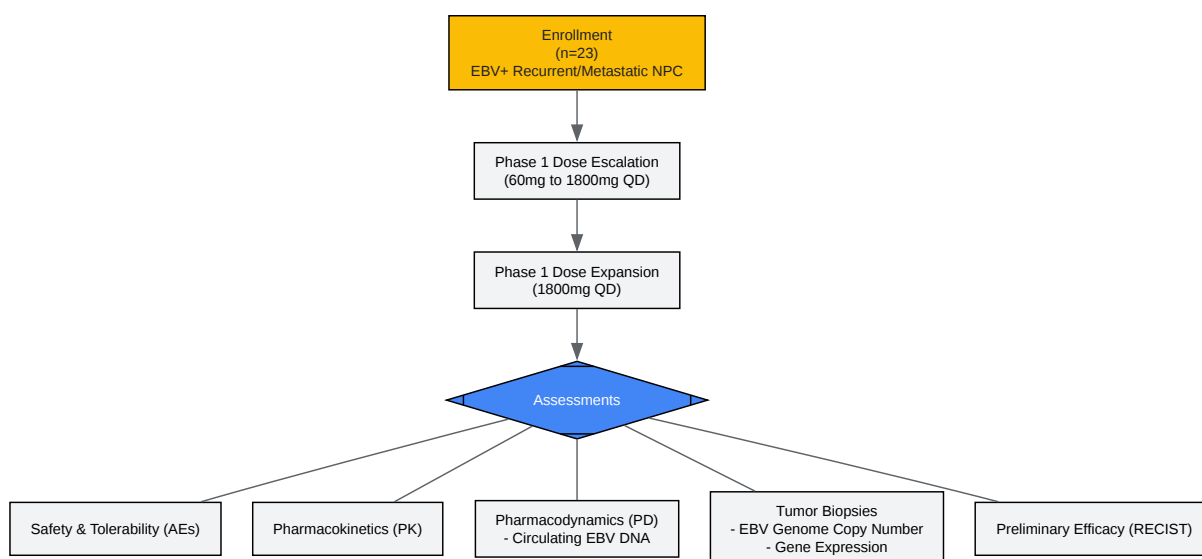 Enrollment
(n=23)
EBV+ Recurrent/Metastatic NPC
Phase 1 Dose Escalation
(60mg to 1800mg QD)
Phase 1 Dose Expansion
(1800mg QD)
Assessments
Safety & Tolerability (AEs)
Pharmacokinetics (PK)
Pharmacodynamics (PD)
- Circulating EBV DNA
Tumor Biopsies
- EBV Genome Copy Number
- Gene Expression
Preliminary Efficacy (RECIST)